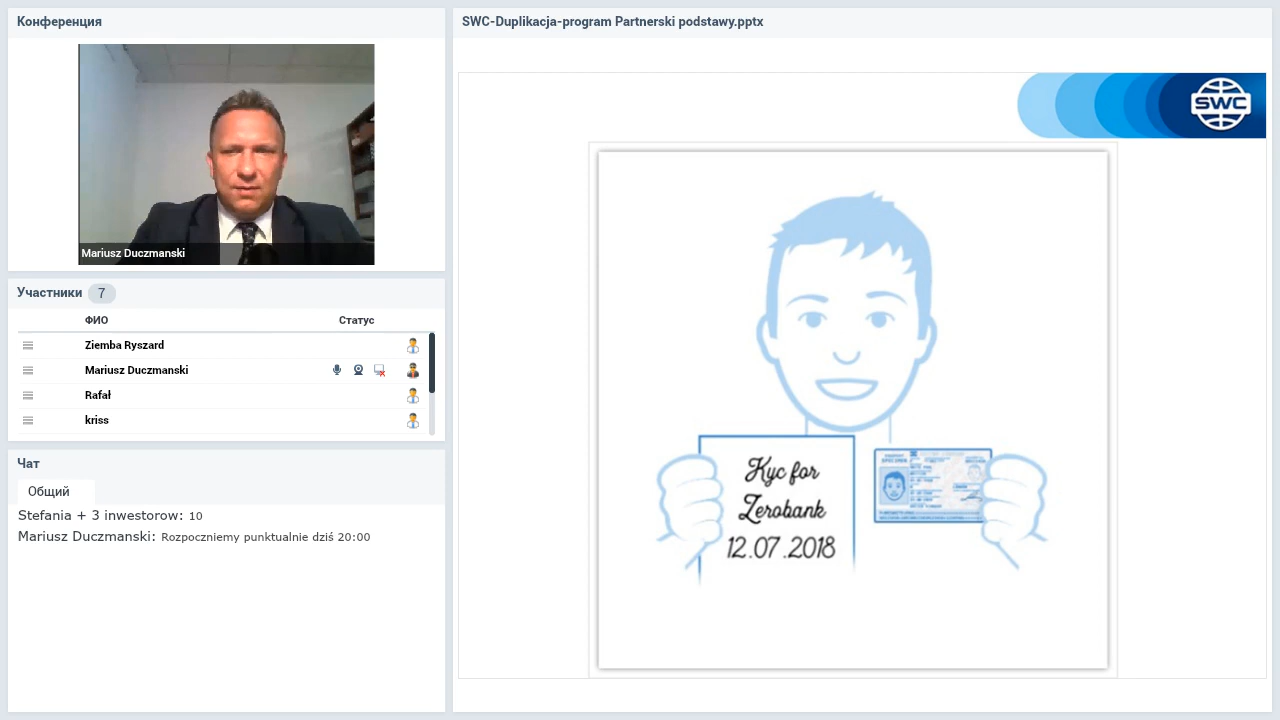 Конференция
Mariusz Duczmanski
Участники 7
ФИО Статус
Ziemba Ryszard
Mariusz Duczmanski
Rafał
kriss
Чат
Общий
Stefania + 3 inwestorow: 10
Mariusz Duczmanski: Rozpoczniemy punktualnie dziś 20:00
SWC-Duplikacja-program Partnerski podstawy.pptx
SWC
Kyc for
Zerobank
12.07.2018